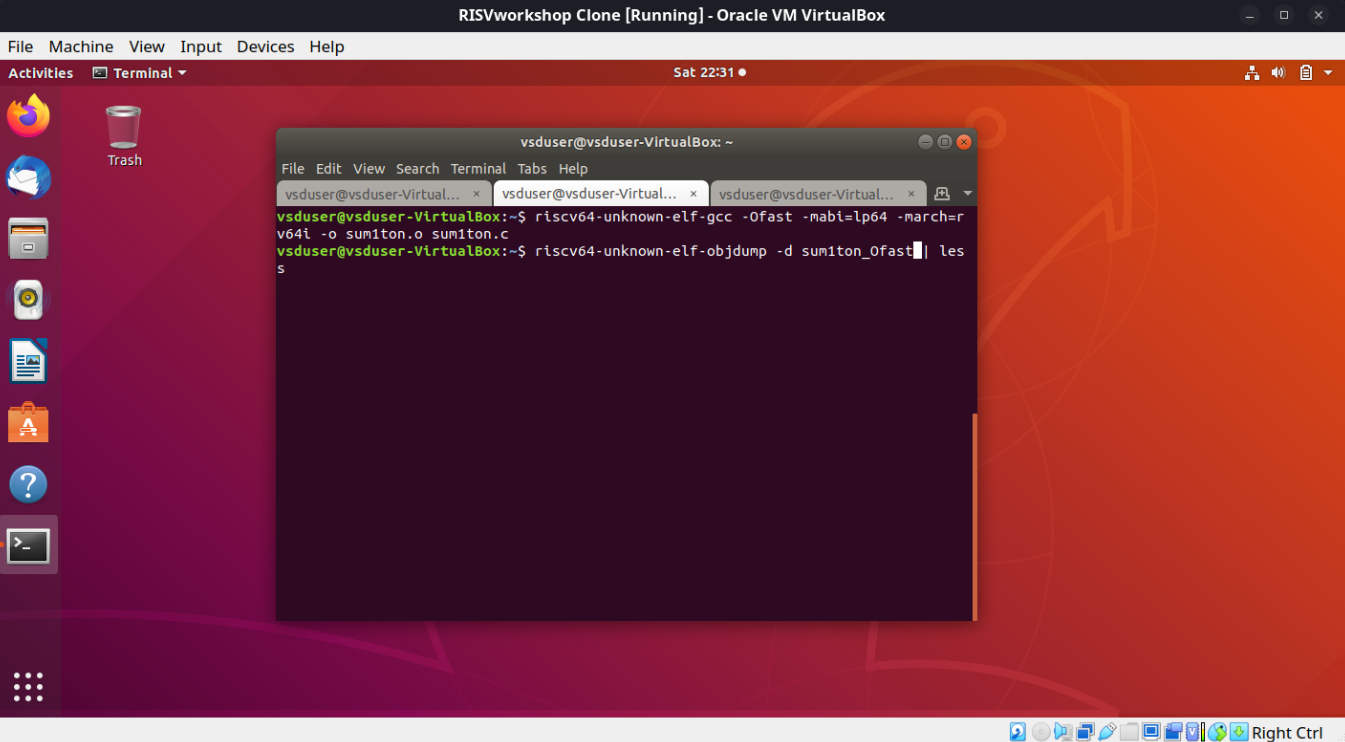 RISVworkshop Clone [Running] - Oracle VM VirtualBox
File Machine View Input Devices Help
Activities Terminal Sat 22:31
Trash
vsduser@vsduser-VirtualBox: ~
File Edit View Search Terminal Tabs Help
vsduser@vsduser-Virtual... × vsduser@vsduser-Virtual... × vsduser@vsduser-Virtual... ×
vsduser@vsduser-VirtualBox:~$ riscv64-unknown-elf-gcc -Ofast -mabi=lp64 -march=r
v64i -o sum1ton.o sum1ton.c
vsduser@vsduser-VirtualBox:~$ riscv64-unknown-elf-objdump -d sum1ton_Ofast | les
s
Right Ctrl